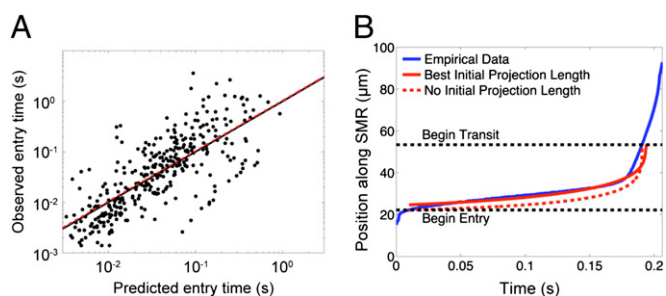 A
Observed entry time (s)
10⁰
10⁻¹
10⁻²
10⁻³
10⁻² 10⁻¹ 10⁰
Predicted entry time (s)
B
Position along SMR (µm)
100
80
60
40
20
0
Empirical Data
Best Initial Projection Length
No Initial Projection Length
Begin Transit
Begin Entry
0 0.05 0.1 0.15 0.2
Time (s)